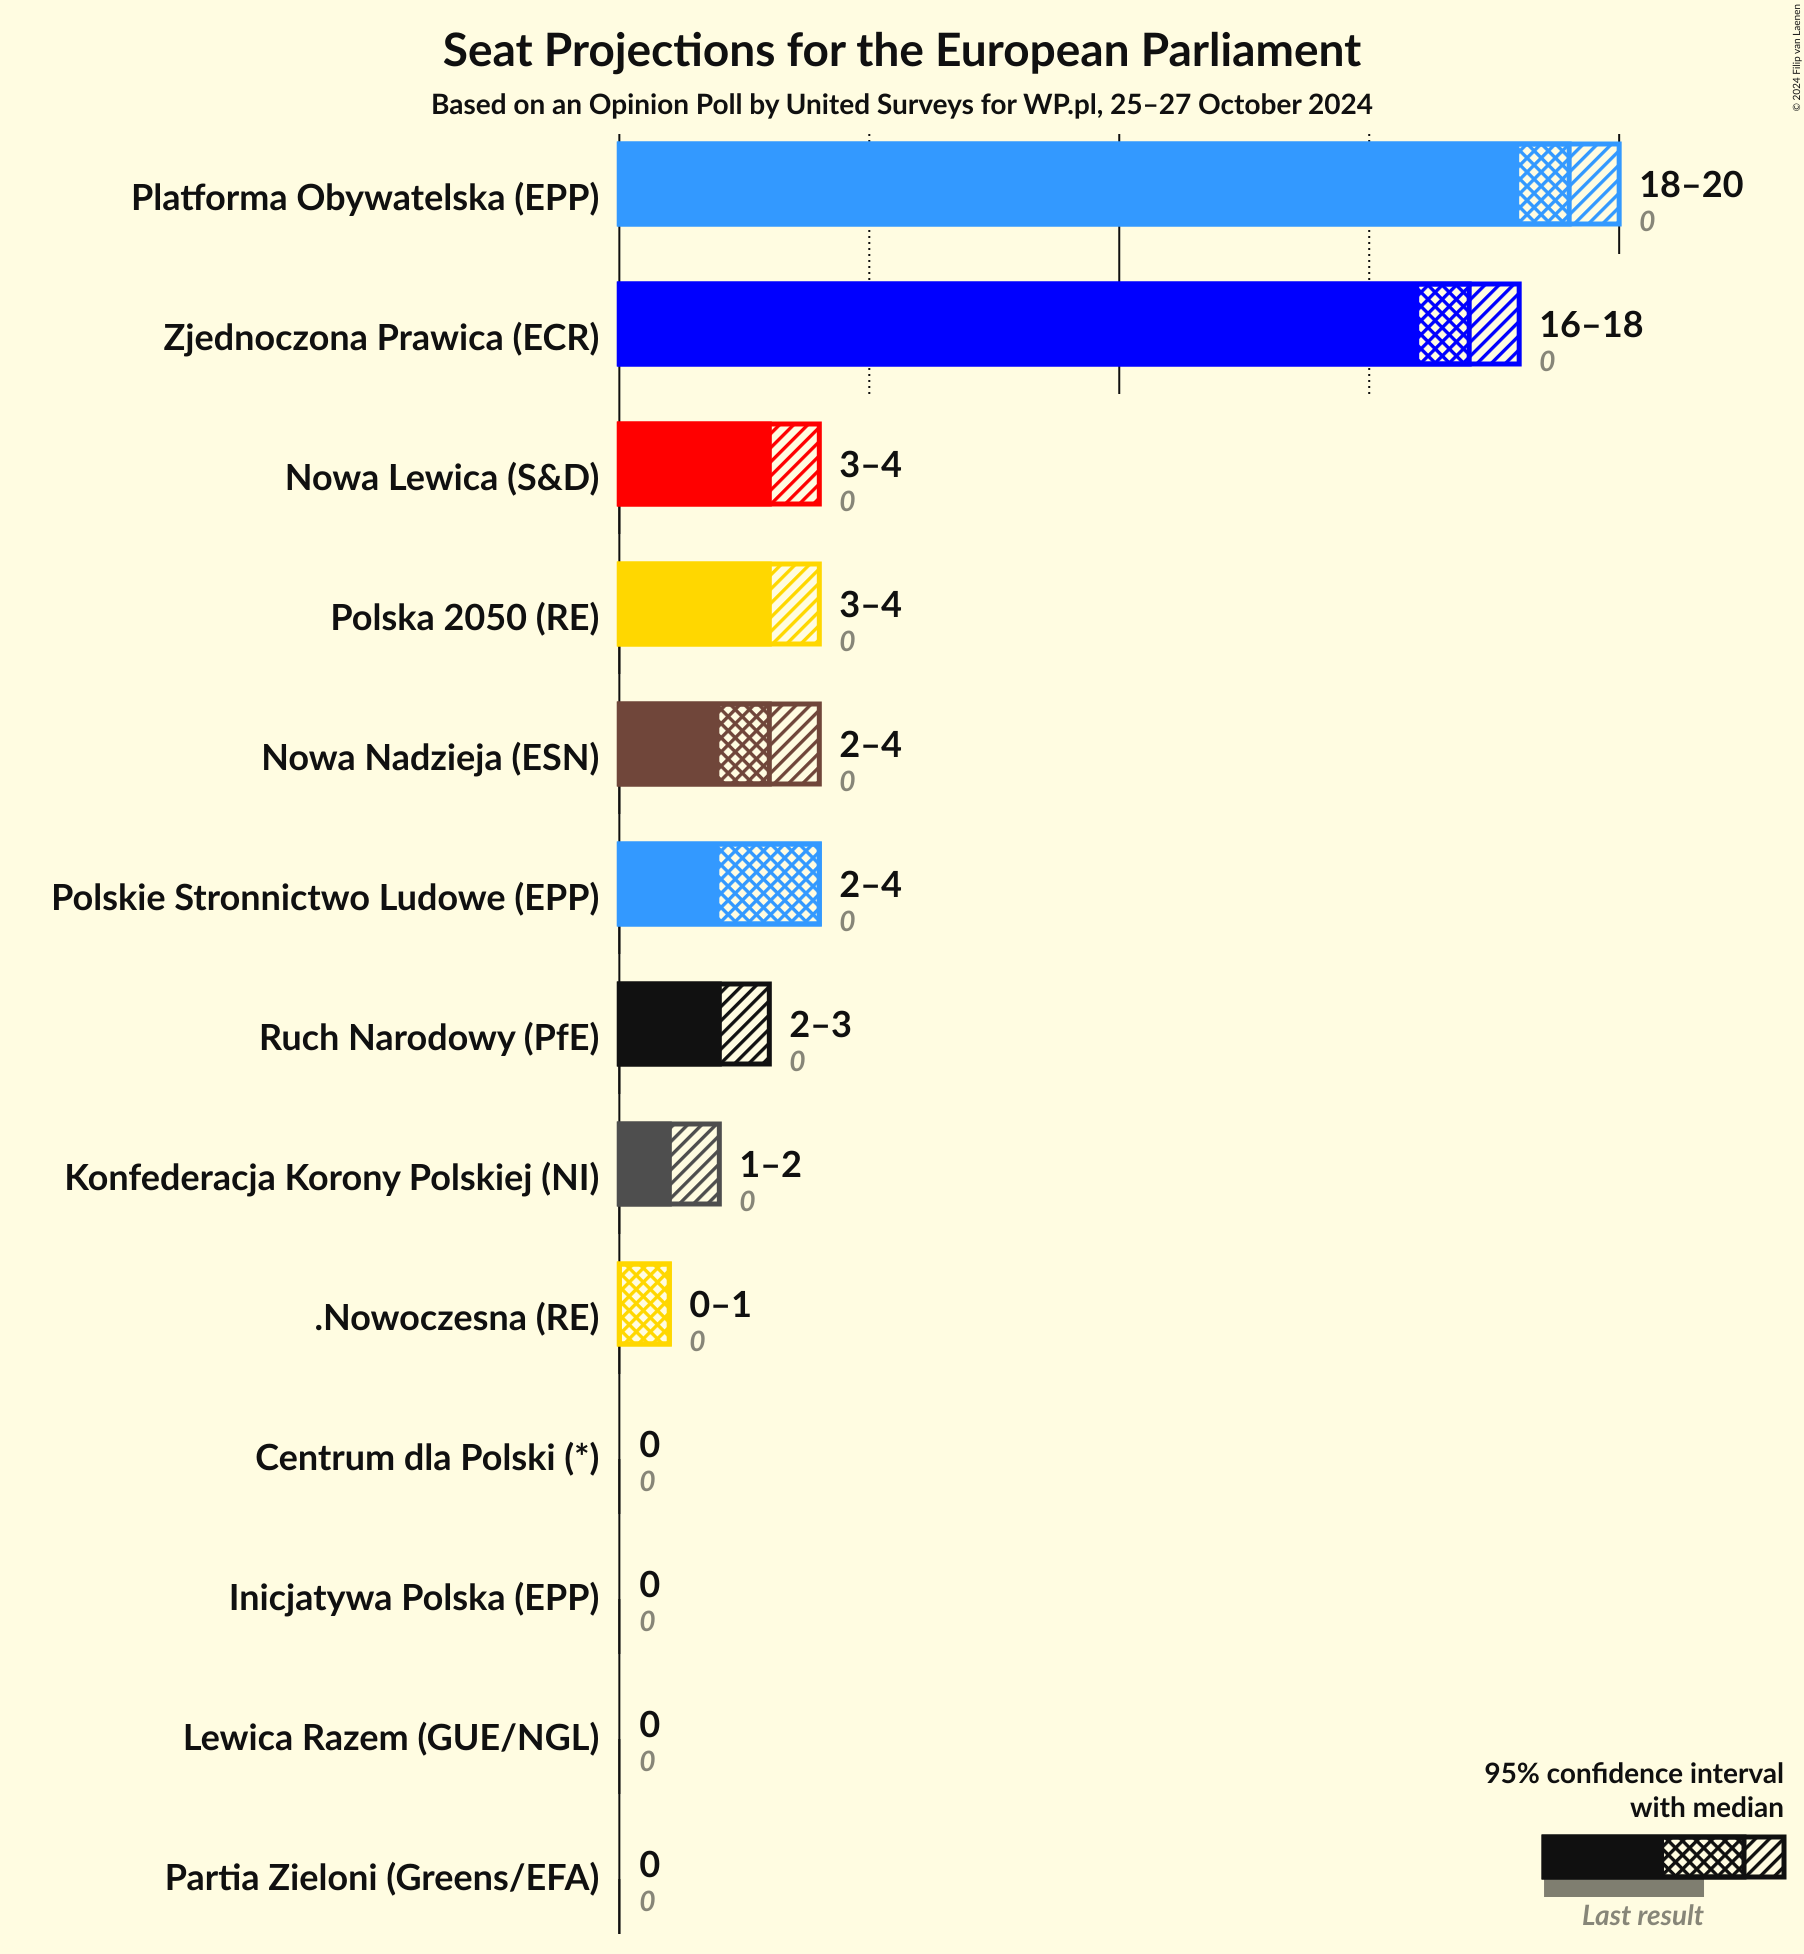 Seat Projections for the European Parliament
Based on an Opinion Poll by United Surveys for WP.pl, 25–27 October 2024
© 2024 Filip van Laenen
Platforma Obywatelska (EPP)
18–20
0
Zjednoczona Prawica (ECR)
16–18
0
Nowa Lewica (S&D)
3–4
0
Polska 2050 (RE)
3–4
0
Nowa Nadzieja (ESN)
2–4
0
Polskie Stronnictwo Ludowe (EPP)
2–4
0
Ruch Narodowy (PfE)
2–3
0
Konfederacja Korony Polskiej (NI)
1–2
0
.Nowoczesna (RE)
0–1
0
Centrum dla Polski (*)
0
0
Inicjatywa Polska (EPP)
0
0
Lewica Razem (GUE/NGL)
0
0
Partia Zieloni (Greens/EFA)
0
0
95% confidence interval
with median
Last result